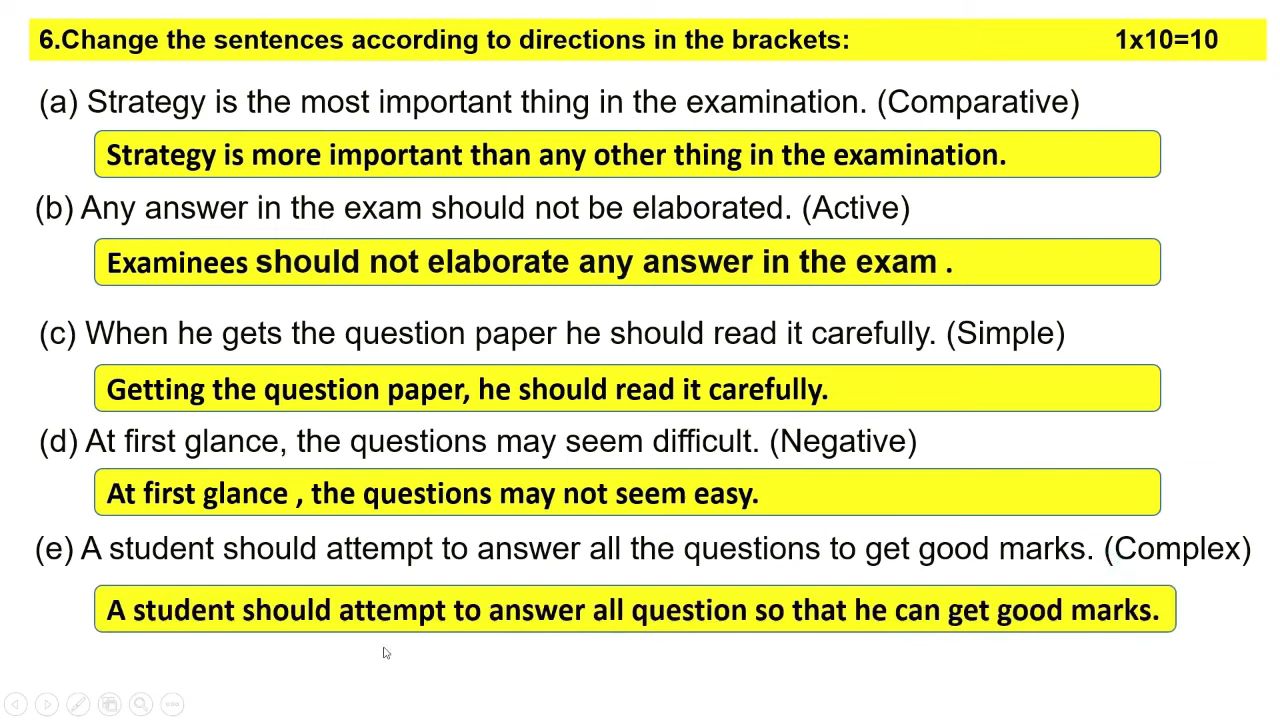 6.Change the sentences according to directions in the brackets: 1x10=10
(a) Strategy is the most important thing in the examination. (Comparative)
Strategy is more important than any other thing in the examination.
(b) Any answer in the exam should not be elaborated. (Active)
Examinees should not elaborate any answer in the exam .
(c) When he gets the question paper he should read it carefully. (Simple)
Getting the question paper, he should read it carefully.
(d) At first glance, the questions may seem difficult. (Negative)
At first glance , the questions may not seem easy.
(e) A student should attempt to answer all the questions to get good marks. (Complex)
A student should attempt to answer all question so that he can get good marks.